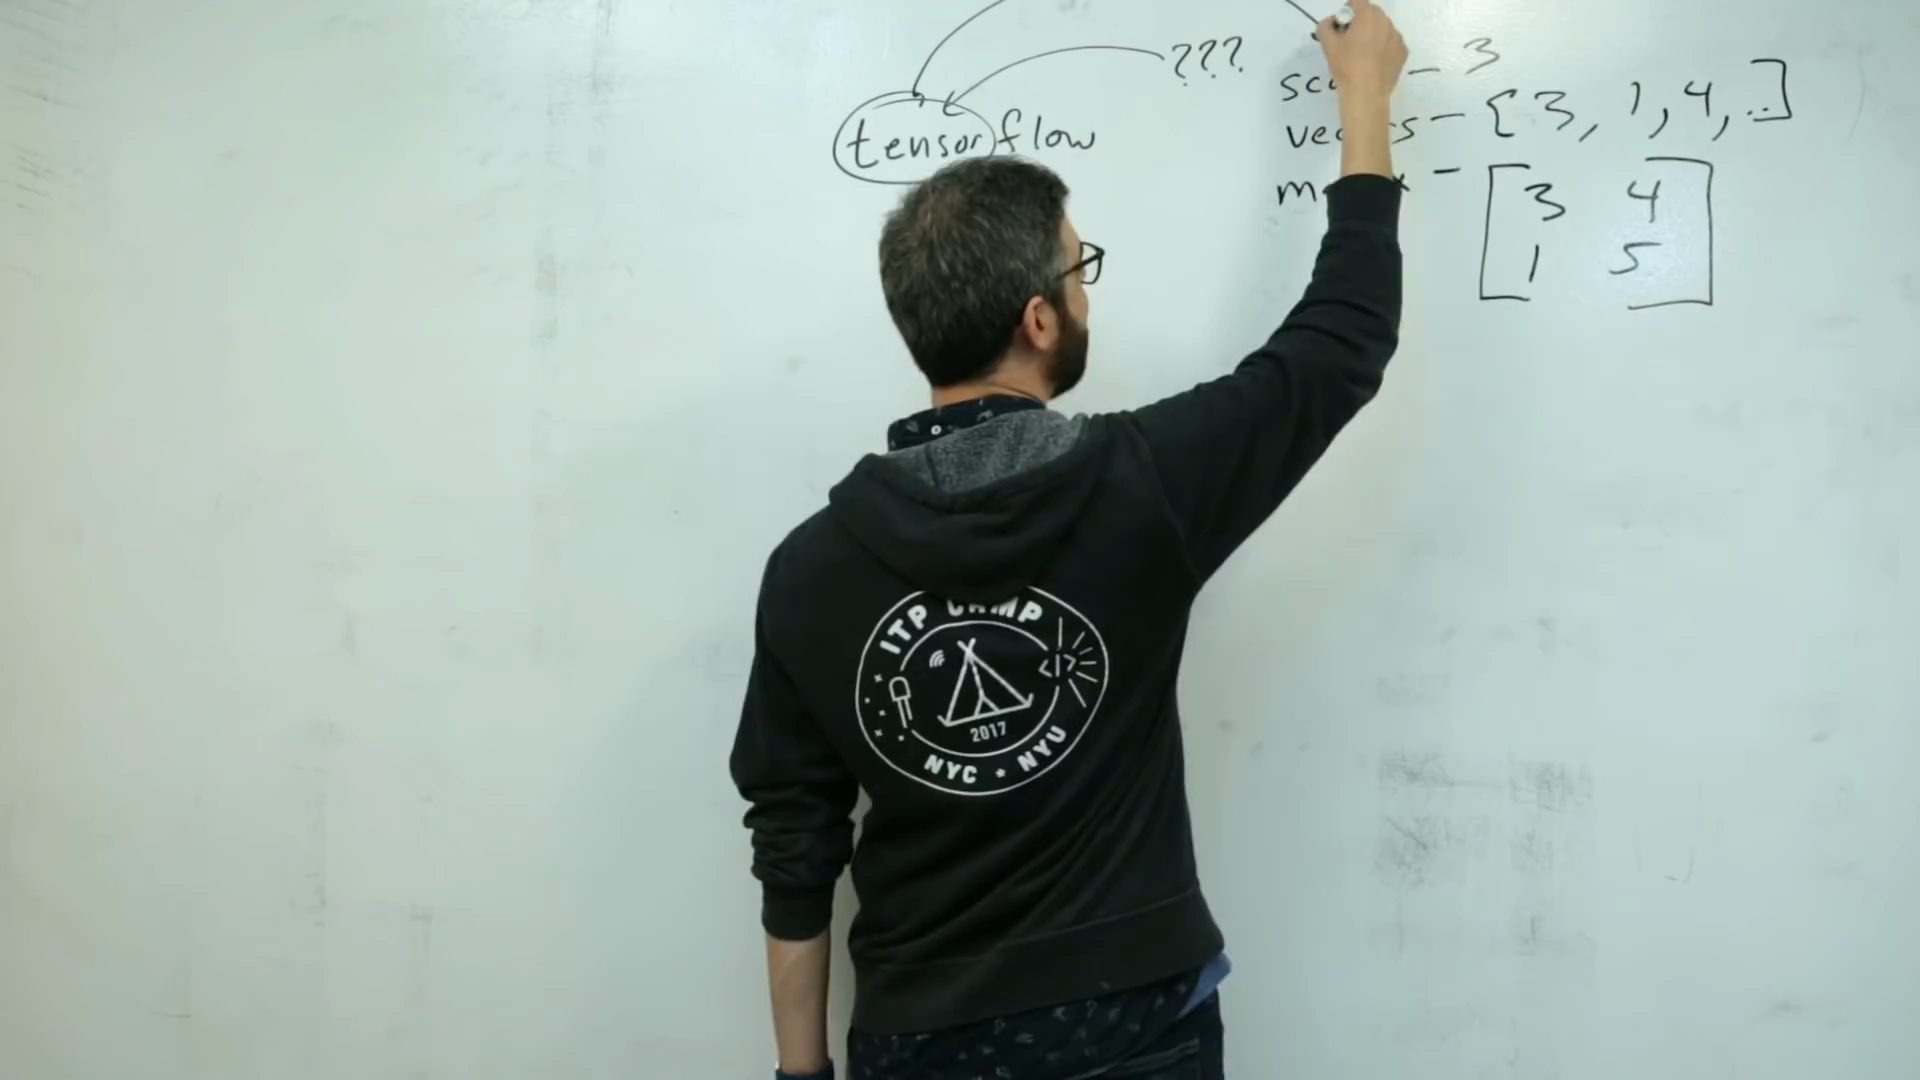 ???
tensorflow
- 3
- [3, 1, 4, ..]
- 3 4
1 5
ITP CAMP
</>
2017
NYC * NYU